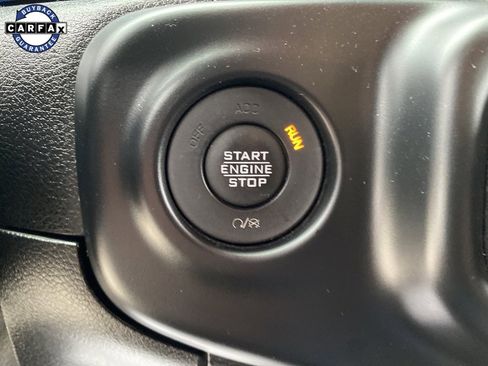 BUYBACK
CARFAX
GUARANTEE
ACC
OFF
RUN
START
ENGINE
STOP